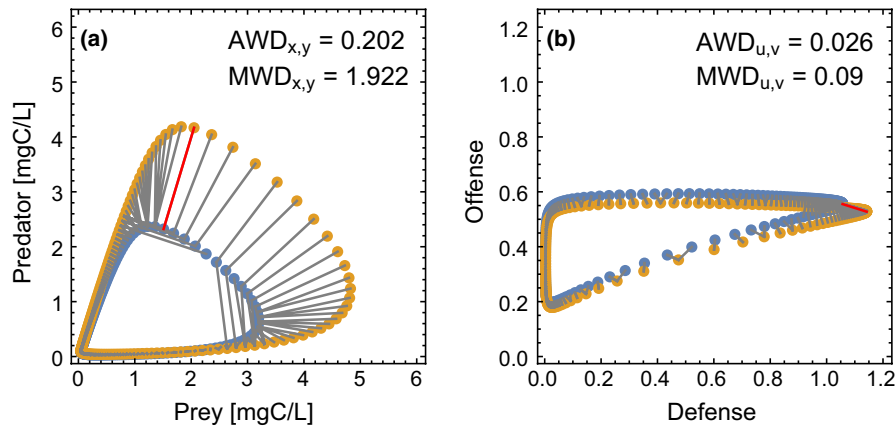 (a)
AWDx,y = 0.202
MWDx,y = 1.922
6
5
4
3
2
1
0
Predator [mgC/L]
0 1 2 3 4 5 6
Prey [mgC/L]
(b)
AWDu,v = 0.026
MWDu,v = 0.09
1.2
1.0
0.8
0.6
0.4
0.2
0.0
Offense
0.0 0.2 0.4 0.6 0.8 1.0 1.2
Defense